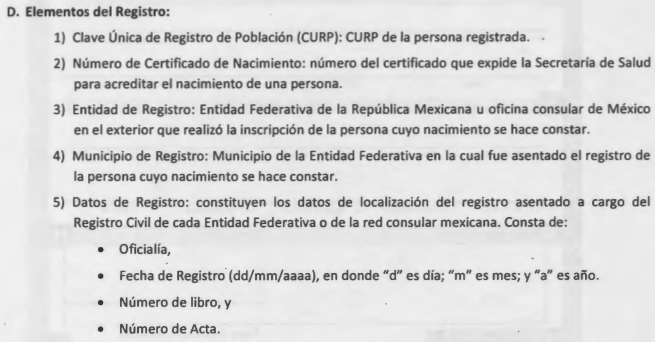 D. Elementos del Registro:
1) Clave Única de Registro de Población (CURP): CURP de la persona registrada.
2) Número de Certificado de Nacimiento: número del certificado que expide la Secretaría de Salud
para acreditar el nacimiento de una persona.
3) Entidad de Registro: Entidad Federativa de la República Mexicana u oficina consular de México
en el exterior que realizó la inscripción de la persona cuyo nacimiento se hace constar.
4) Municipio de Registro: Municipio de la Entidad Federativa en la cual fue asentado el registro de
la persona cuyo nacimiento se hace constar.
5) Datos de Registro: constituyen los datos de localización del registro asentado a cargo del
Registro Civil de cada Entidad Federativa o de la red consular mexicana. Consta de:
• Oficialía,
• Fecha de Registro (dd/mm/aaaa), en donde "d" es día; "m" es mes; y "a" es año.
• Número de libro, y
• Número de Acta.